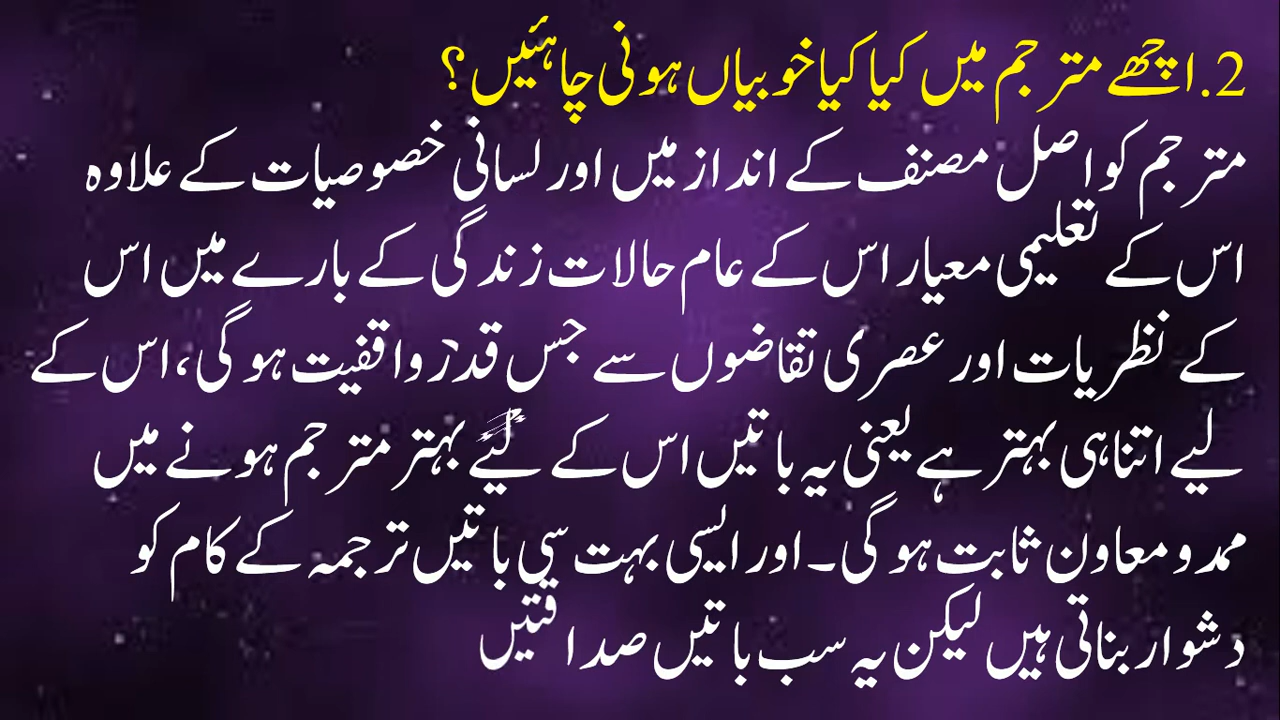 2.اچھے مترجم میں کیا کیا خوبیاں ہونی چاہئیں؟
مترجم کو اصل مصنف کے انداز میں اور لسانی خصوصیات کے علاوہ
اس کے تعلیمی معیار اس کے عام حالات زندگی کے بارے میں اس
کے نظریات اور عصری تقاضوں سے جس قدر واقفیت ہوگی، اس کے
لیے اتنا ہی بہتر ہے یعنی یہ باتیں اس کے لیے بہتر مترجم ہونے میں
ممد و معاون ثابت ہوگی۔ اور ایسی بہت سی باتیں ترجمہ کے کام کو
دشوار بناتی ہیں لیکن یہ سب باتیں صداقتیں